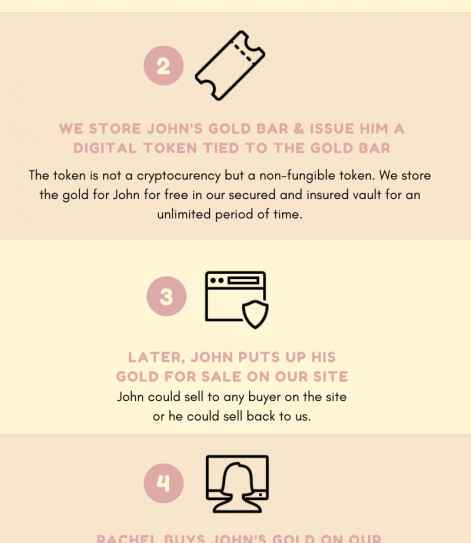 2
WE STORE JOHN'S GOLD BAR & ISSUE HIM A
DIGITAL TOKEN TIED TO THE GOLD BAR
The token is not a cryptocurency but a non-fungible token. We store
the gold for John for free in our secured and insured vault for an
unlimited period of time.
3
LATER, JOHN PUTS UP HIS
GOLD FOR SALE ON OUR SITE
John could sell to any buyer on the site
or he could sell back to us.
4
RACHEL BUYS JOHN'S GOLD ON OUR